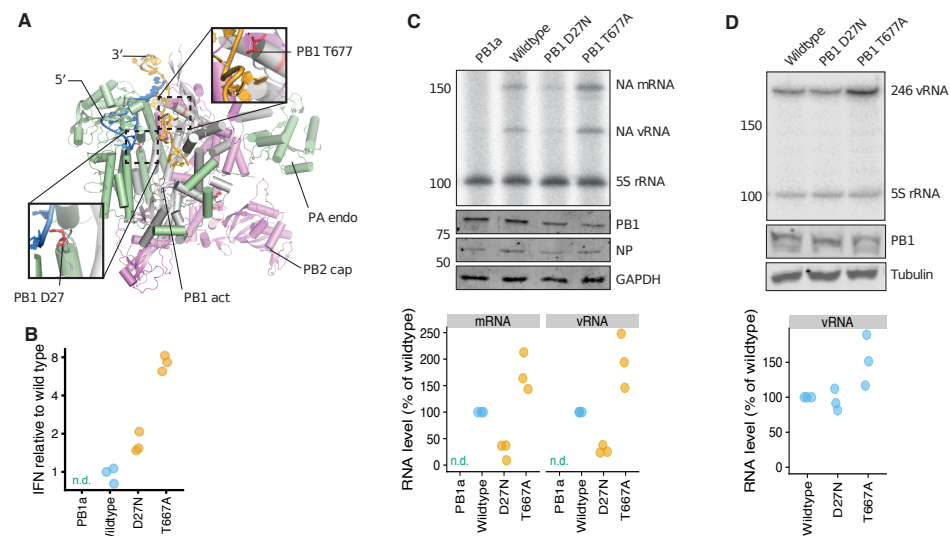 A
3′
5′
PB1 T677
PA endo
PB2 cap
PB1 act
PB1 D27
B
IFN relative to wild type
8
4
2
1
n.d.
PB1a
Wildtype
D27N
T667A
C
PB1a
Wildtype
PB1 D27N
PB1 T677A
150
100
75
50
NA mRNA
NA vRNA
5S rRNA
PB1
NP
GAPDH
mRNA
vRNA
RNA level (% of wildtype)
250
200
150
100
50
0
n.d.
n.d.
PB1a
Wildtype
D27N
T667A
PB1a
Wildtype
D27N
T667A
D
Wildtype
PB1 D27N
PB1 T677A
150
100
246 vRNA
5S rRNA
PB1
Tubulin
vRNA
RNA level (% of wildtype)
150
100
50
0
Wildtype
D27N
T667A